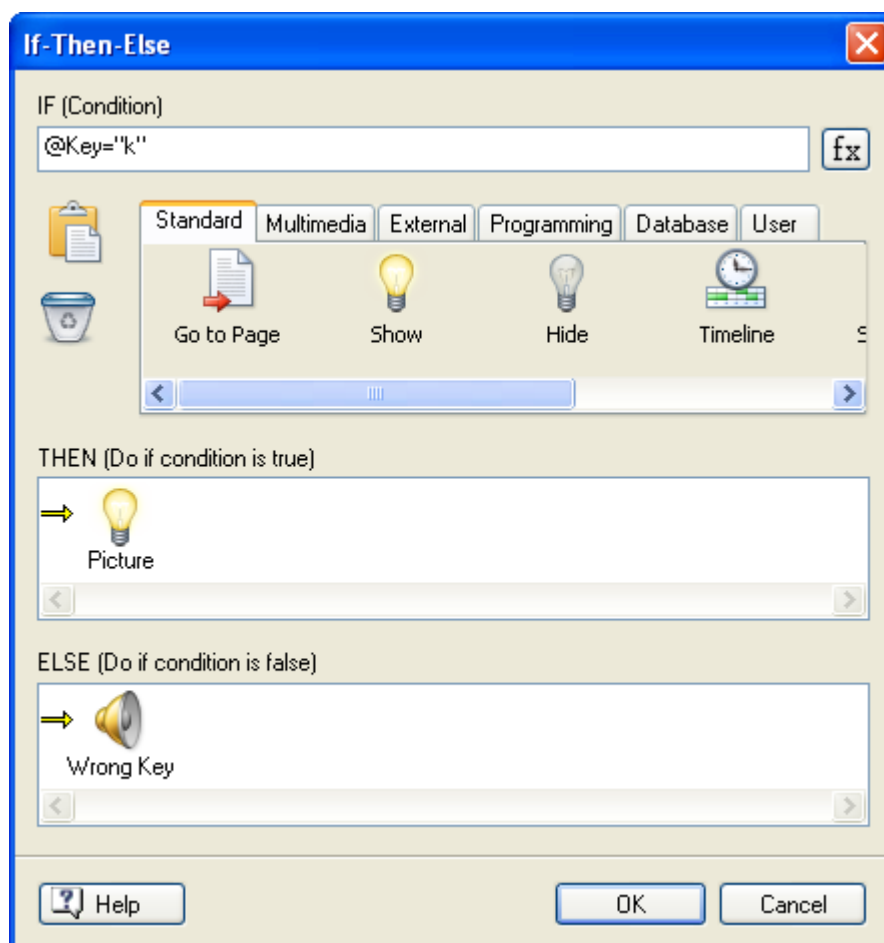 If-Then-Else
IF (Condition)
@Key="k"
fx
Standard Multimedia External Programming Database User
Go to Page Show Hide Timeline S
THEN (Do if condition is true)
Picture
ELSE (Do if condition is false)
Wrong Key
Help OK Cancel